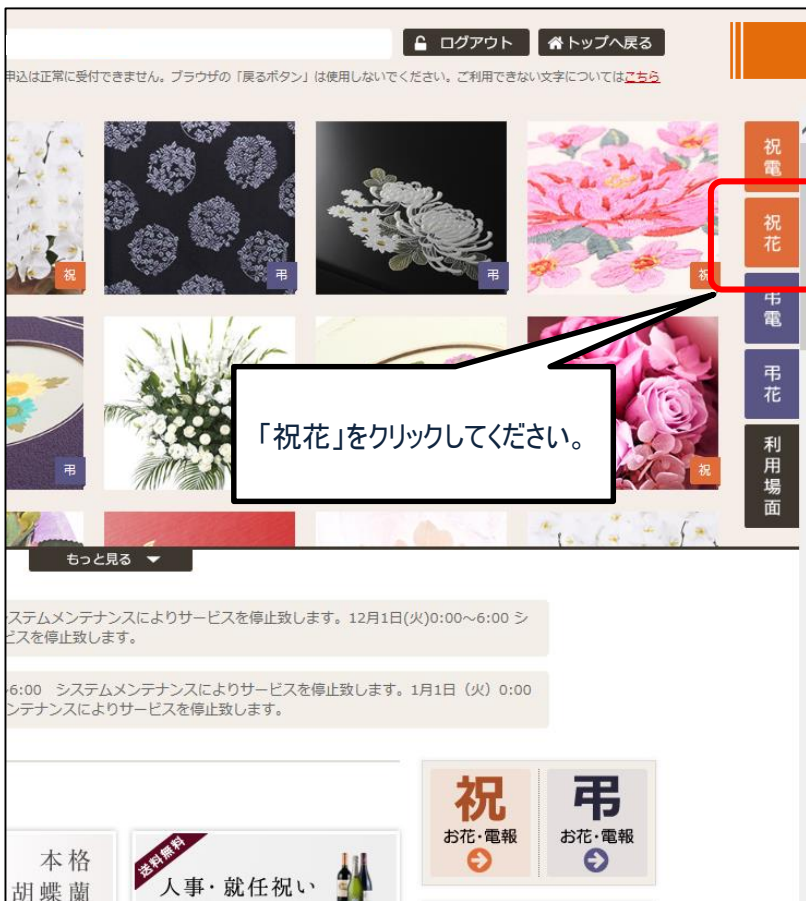 ログアウト
トップへ戻る
申込は正常に受付できません。ブラウザの「戻るボタン」は使用しないでください。ご利用できない文字についてはこちら
祝
弔
弔
祝
祝電
祝花
弔電
弔花
利用場面
「祝花」をクリックしてください。
弔
祝
もっと見る
ステムメンテナンスによりサービスを停止致します。12月1日(火)0:00～6:00 シ
ビスを停止致します。
6:00　システムメンテナンスによりサービスを停止致します。1月1日（火）0:00
ンテナンスによりサービスを停止致します。
祝
お花・電報
弔
お花・電報
本格
胡蝶蘭
送料無料
人事・就任祝い